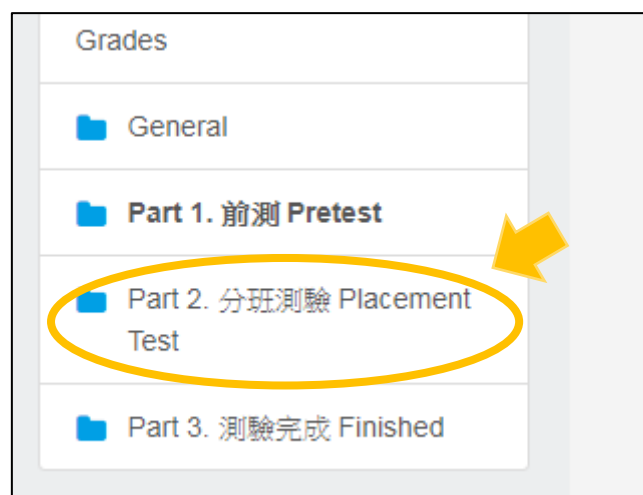 Grades
General
Part 1. 前測 Pretest
Part 2. 分班測驗 Placement
Test
Part 3. 測驗完成 Finished